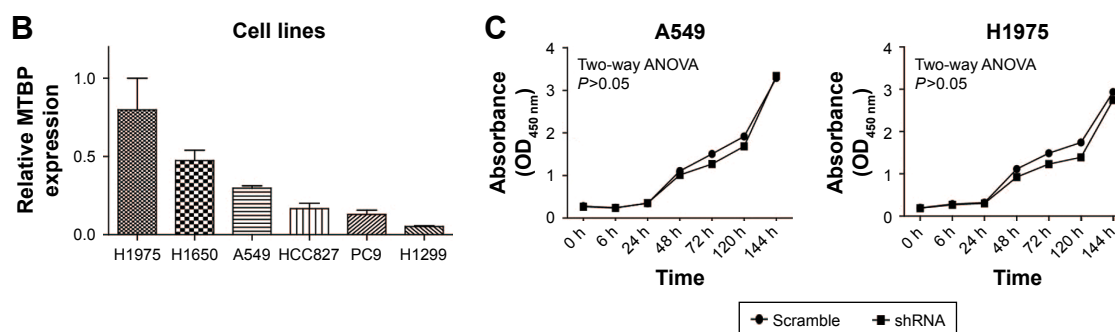 B
Cell lines
Relative MTBP
expression
1.0
0.5
0.0
H1975 H1650 A549 HCC827 PC9 H1299
C
A549
Two-way ANOVA
P>0.05
Absorbance
(OD450 nm)
4
3
2
1
0
0 h 6 h 24 h 48 h 72 h 120 h 144 h
Time
H1975
Two-way ANOVA
P>0.05
Absorbance
(OD450 nm)
4
3
2
1
0
0 h 6 h 24 h 48 h 72 h 120 h 144 h
Time
Scramble shRNA